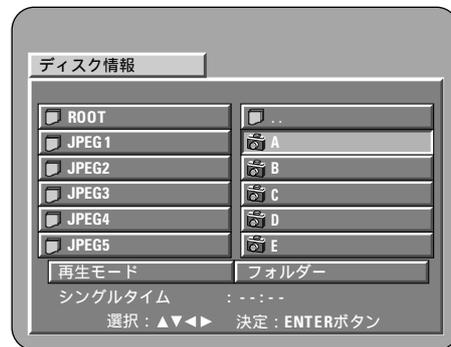 ディスク情報
ROOT
JPEG1
JPEG2
JPEG3
JPEG4
JPEG5
..
A
B
C
D
E
再生モード フォルダー
シングルタイム :--:--
選択:▲▼◀▶ 決定:ENTERボタン